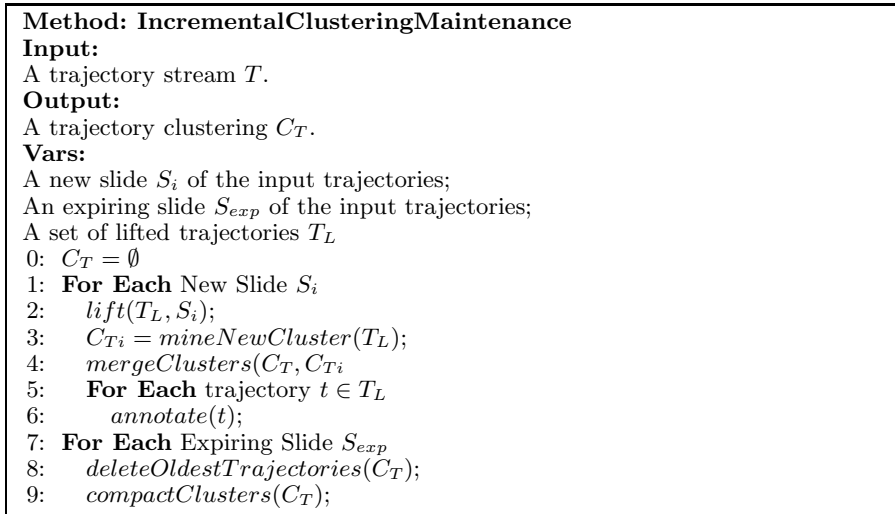 Method: IncrementalClusteringMaintenance
Input:
A trajectory stream T.
Output:
A trajectory clustering C_T.
Vars:
A new slide S_i of the input trajectories;
An expiring slide S_exp of the input trajectories;
A set of lifted trajectories T_L
0: C_T = ∅
1: For Each New Slide S_i
2: lift(T_L, S_i);
3: C_Ti = mineNewCluster(T_L);
4: mergeClusters(C_T, C_Ti
5: For Each trajectory t ∈ T_L
6: annotate(t);
7: For Each Expiring Slide S_exp
8: deleteOldestTrajectories(C_T);
9: compactClusters(C_T);